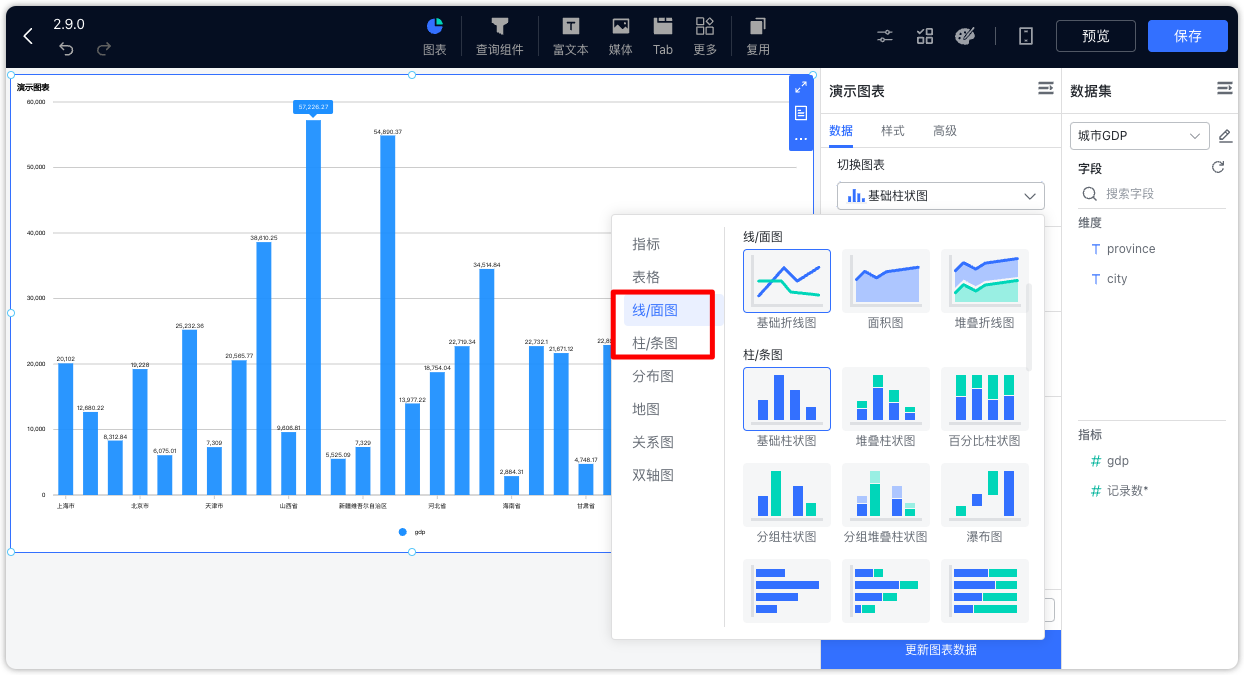 2.9.0
图表
查询组件
富文本
媒体
Tab
更多
复用
预览
保存
演示图表
60,000
50,000
40,000
30,000
20,000
10,000
0
57,226.27
54,890.37
38,610.25
34,514.84
25,232.36
20,102
12,680.22
8,312.84
19,228
6,075.01
7,309
20,565.77
9,606.81
5,525.09
7,329
13,977.22
18,754.04
22,719.34
2,884.31
22,732.1
21,671.12
4,748.17
上海市
北京市
天津市
山西省
新疆维吾尔自治区
河北省
海南省
甘肃省
gdp
演示图表
数据
样式
高级
切换图表
基础柱状图
指标
表格
线/面图
柱/条图
分布图
地图
关系图
双轴图
线/面图
基础折线图
面积图
堆叠折线图
柱/条图
基础柱状图
堆叠柱状图
百分比柱状图
分组柱状图
分组堆叠柱状图
瀑布图
更新图表数据
数据集
城市GDP
字段
搜索字段
维度
T province
T city
指标
# gdp
# 记录数*